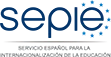 sepie
SERVICIO ESPAÑOL PARA LA
INTERNACIONALIZACIÓN DE LA EDUCACIÓN